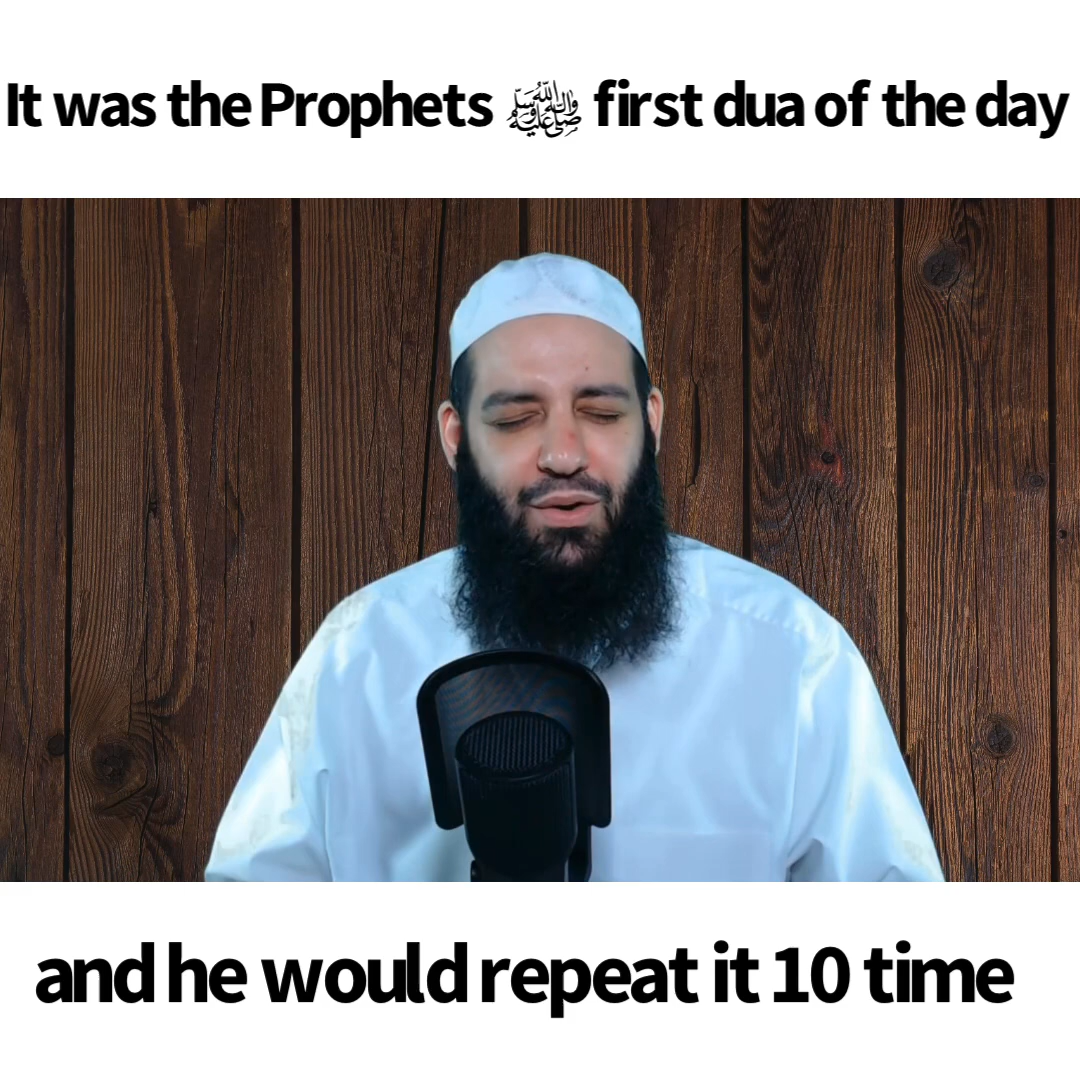 It was the Prophets ﷺ first dua of the day
and he would repeat it 10 time